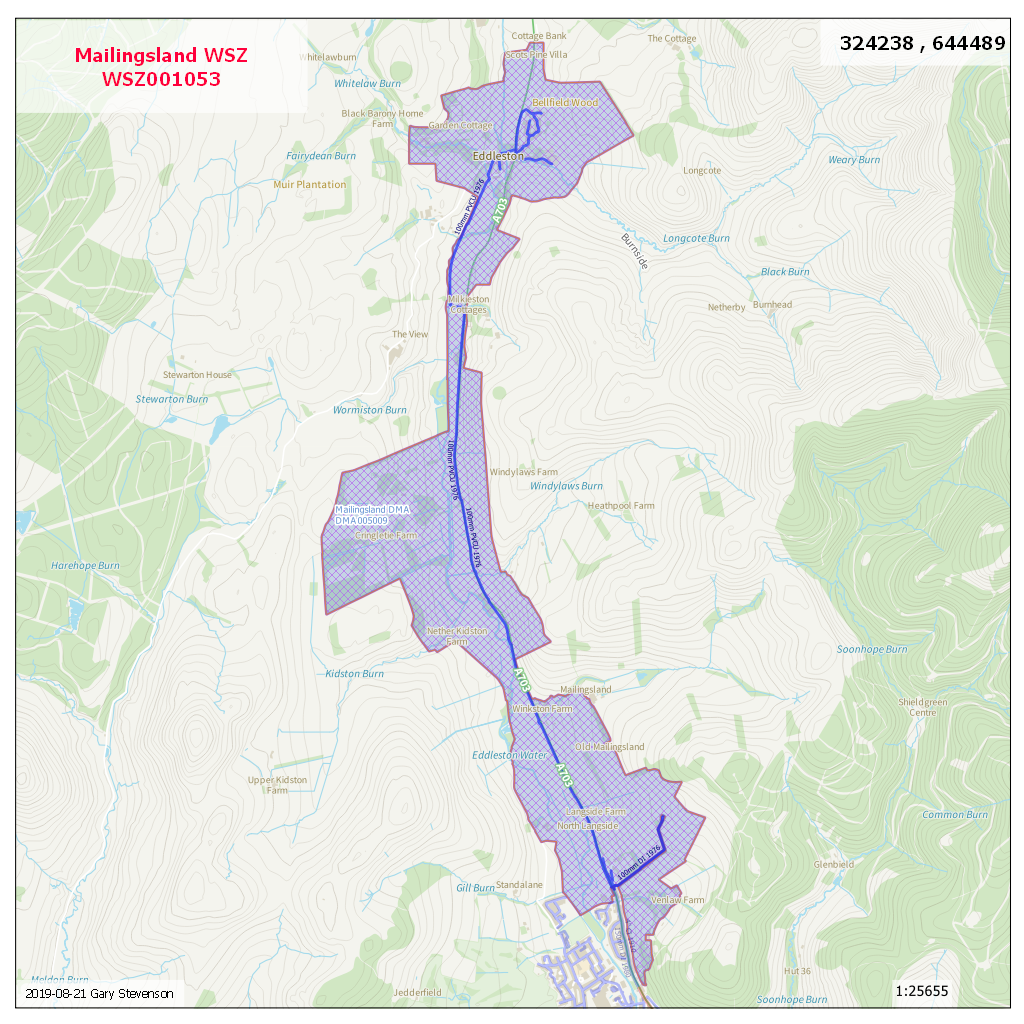 Mailingsland WSZ
WSZ001053
324238 , 644489
Cottage Bank
The Cottage
Scots Pine Villa
Whitelawburn
Whitelaw Burn
Bellfield Wood
Black Barony Home
Farm
Garden Cottage
Eddleston
Fairydean Burn
Weary Burn
Longcote
Muir Plantation
100mm PVCU 1976
A703
Longcote Burn
Burnside
Black Burn
Milkieston
Cottages
Netherby
Burnhead
The View
Stewarton House
Stewarton Burn
Wormiston Burn
100mm PVCU 1976
Windylaws Farm
Windylaws Burn
Heathpool Farm
Mailingsland DMA
DMA005009
100mm PVCU 1976
Cringletie Farm
Harehope Burn
Nether Kidston
Farm
Soonhope Burn
Kidston Burn
A703
Mailingsland
Shieldgreen
Centre
Winkston Farm
Old Mailingsland
Eddleston Water
A703
Upper Kidston
Farm
Langside Farm
North Langside
Common Burn
100mm DI 1976
Glenbield
Gill Burn
Standalane
Venlaw Farm
Hut 36
Meldon Burn
Jedderfield
Soonhope Burn
2019-08-21 Gary Stevenson
1:25655